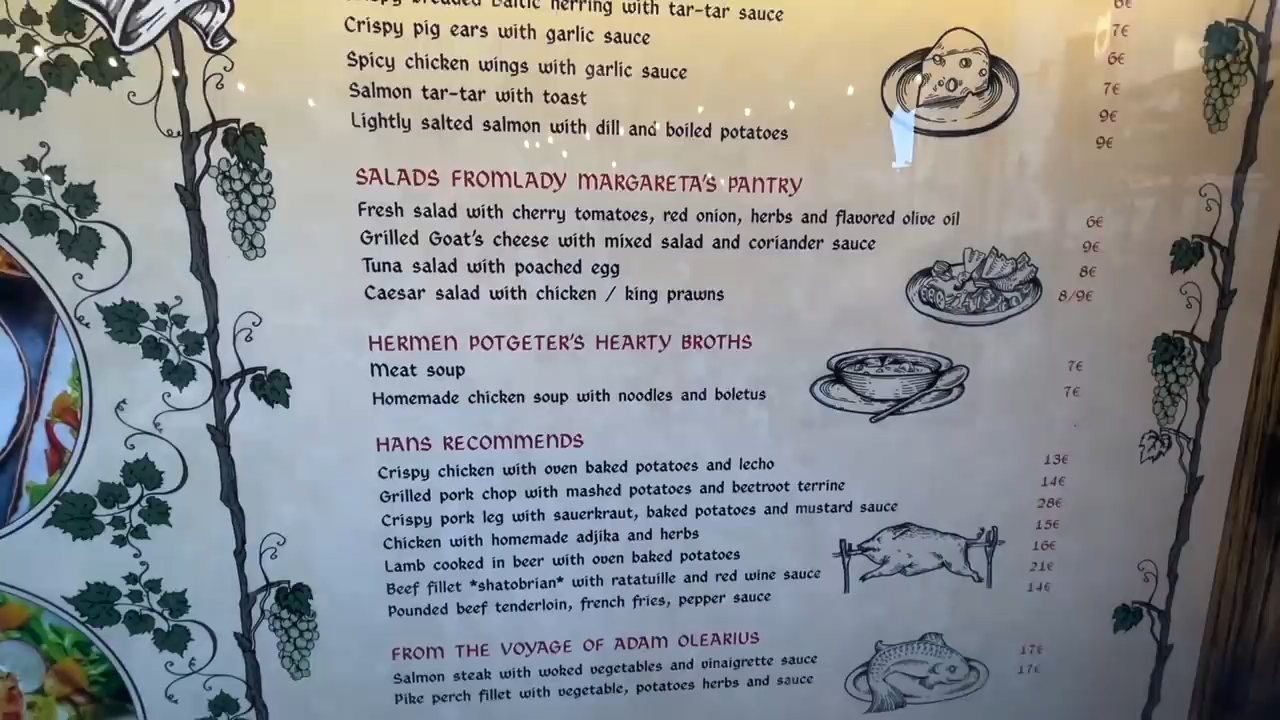 Baltic herring with tar-tar sauce 6€
Crispy pig ears with garlic sauce 7€
Spicy chicken wings with garlic sauce 6€
Salmon tar-tar with toast 7€
Lightly salted salmon with dill and boiled potatoes 9€
9€
SALADS FROMLADY MARGARETA'S PANTRY
Fresh salad with cherry tomatoes, red onion, herbs and flavored olive oil 6€
Grilled Goat's cheese with mixed salad and coriander sauce 9€
Tuna salad with poached egg 8€
Caesar salad with chicken / king prawns 8/9€
HERMEN POTGETER'S HEARTY BROTHS
Meat soup 7€
Homemade chicken soup with noodles and boletus 7€
HANS RECOMMENDS
Crispy chicken with oven baked potatoes and lecho 13€
Grilled pork chop with mashed potatoes and beetroot terrine 14€
Crispy pork leg with sauerkraut, baked potatoes and mustard sauce 28€
Chicken with homemade adjika and herbs 15€
Lamb cooked in beer with oven baked potatoes 16€
Beef fillet *shatobrian* with ratatuille and red wine sauce 21€
Pounded beef tenderloin, french fries, pepper sauce 14€
FROM THE VOYAGE OF ADAM OLEARIUS
Salmon steak with woked vegetables and vinaigrette sauce 17€
Pike perch fillet with vegetable, potatoes herbs and sauce 17€